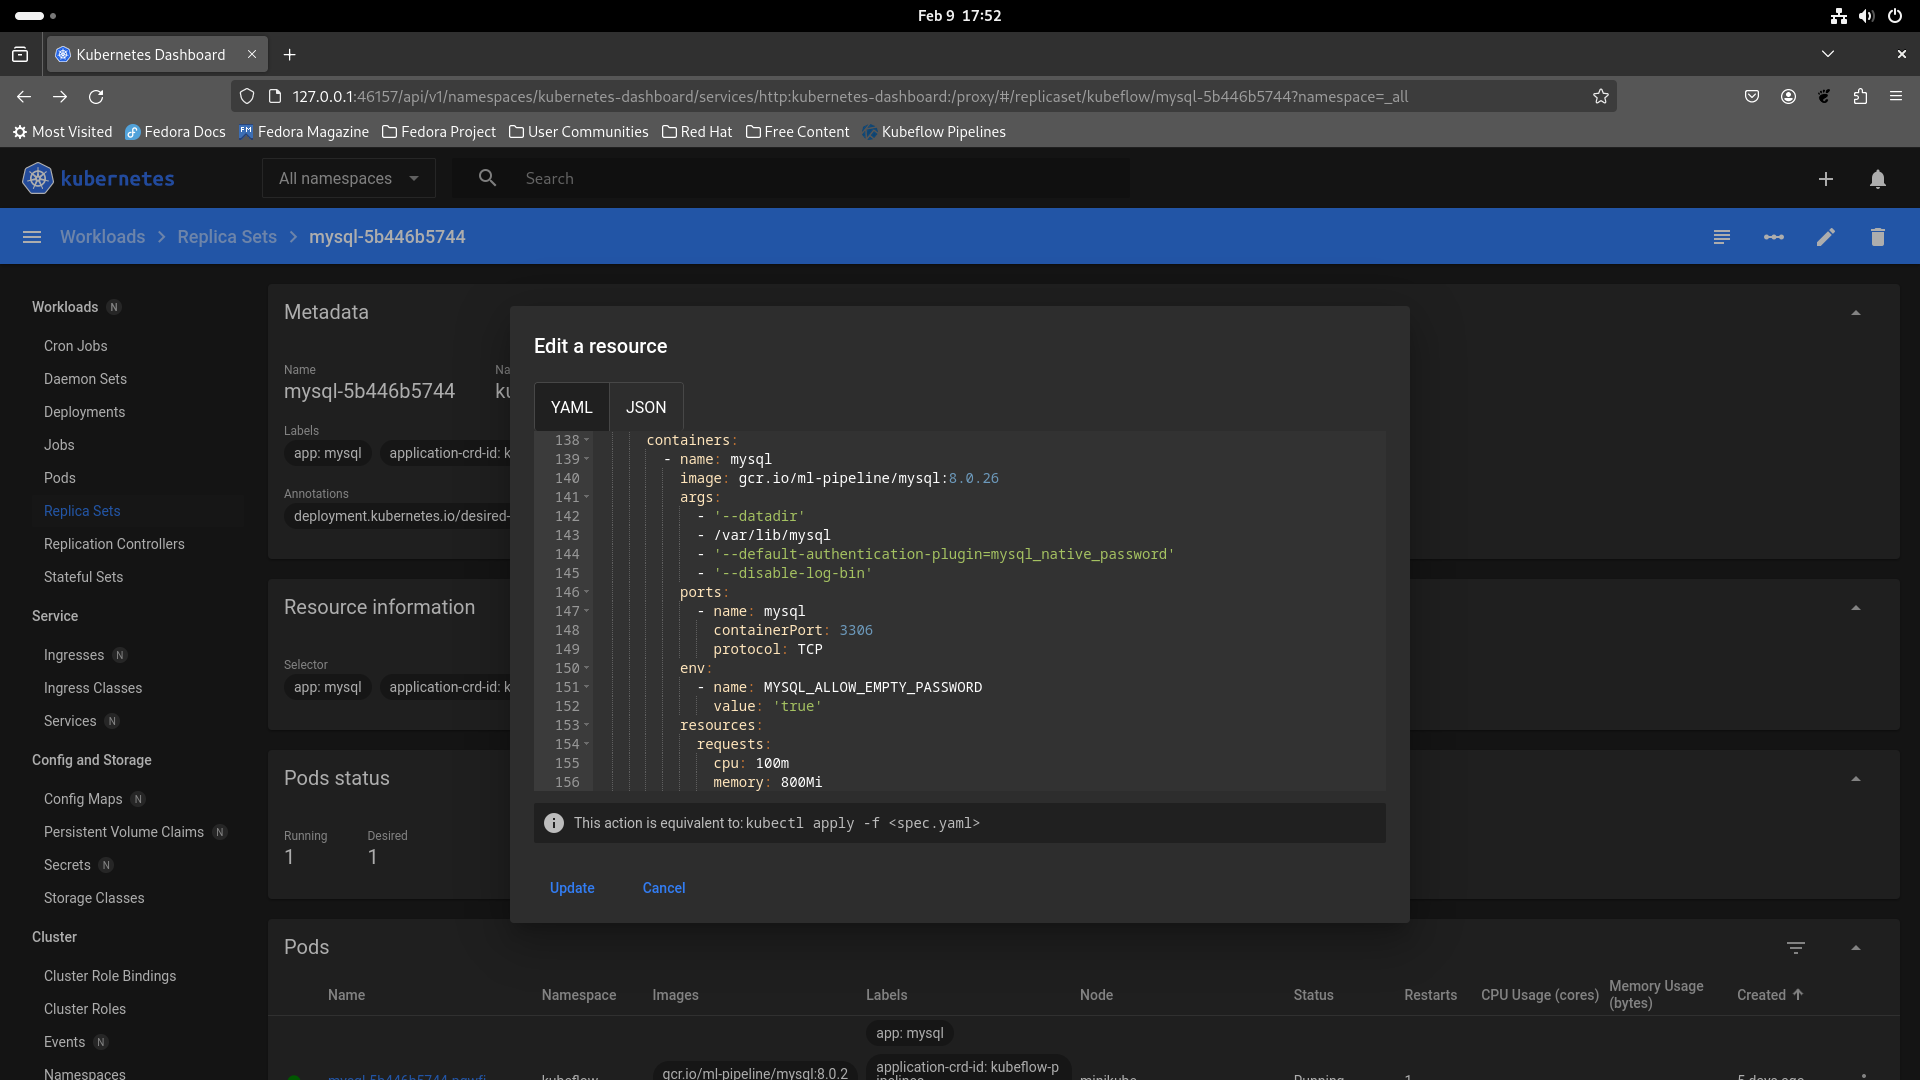 Feb 9 17:52
Kubernetes Dashboard
127.0.0.1:46157/api/v1/namespaces/kubernetes-dashboard/services/http:kubernetes-dashboard:/proxy/#/replicaset/kubeflow/mysql-5b446b5744?namespace=_all
Most Visited Fedora Docs Fedora Magazine Fedora Project User Communities Red Hat Free Content Kubeflow Pipelines
kubernetes All namespaces Search
Workloads Replica Sets mysql-5b446b5744
Workloads N
Cron Jobs
Daemon Sets
Deployments
Jobs
Pods
Replica Sets
Replication Controllers
Stateful Sets
Service
Ingresses N
Ingress Classes
Services N
Config and Storage
Config Maps N
Persistent Volume Claims N
Secrets N
Storage Classes
Cluster
Cluster Role Bindings
Cluster Roles
Events N
Namespaces
Metadata
Name Na
mysql-5b446b5744 ku
Labels
app: mysql application-crd-id: k
Annotations
deployment.kubernetes.io/desired-
Resource information
Selector
app: mysql application-crd-id: k
Pods status
Running Desired
1 1
Edit a resource
YAML JSON
138 containers:
139 - name: mysql
140 image: gcr.io/ml-pipeline/mysql:8.0.26
141 args:
142 - '--datadir'
143 - /var/lib/mysql
144 - '--default-authentication-plugin=mysql_native_password'
145 - '--disable-log-bin'
146 ports:
147 - name: mysql
148 containerPort: 3306
149 protocol: TCP
150 env:
151 - name: MYSQL_ALLOW_EMPTY_PASSWORD
152 value: 'true'
153 resources:
154 requests:
155 cpu: 100m
156 memory: 800Mi
This action is equivalent to: kubectl apply -f <spec.yaml>
Update Cancel
Pods
Name Namespace Images Labels Node Status Restarts CPU Usage (cores) Memory Usage (bytes) Created
app: mysql
gcr.io/ml-pipeline/mysql:8.0.2 application-crd-id: kubeflow-p
kubeflow minikube Running 1 5 days ago